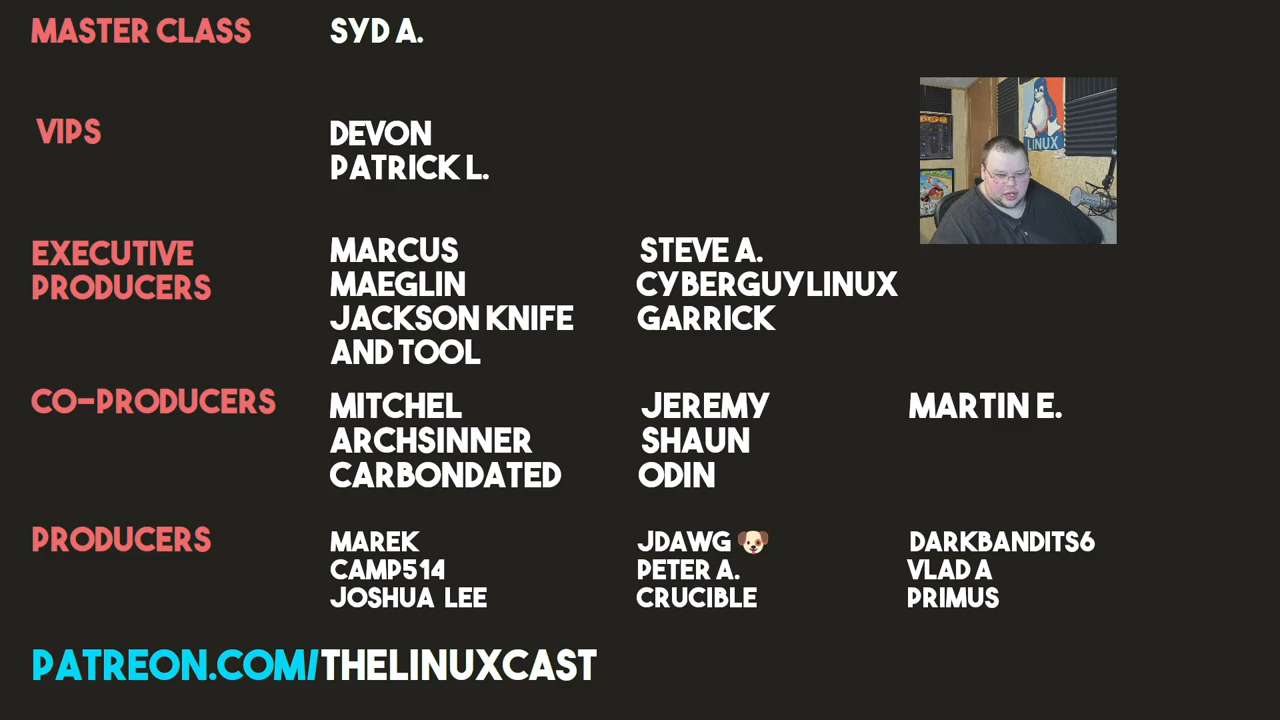 MASTER CLASS
SYD A.
VIPS
DEVON
PATRICK L.
EXECUTIVE
PRODUCERS
MARCUS
MAEGLIN
JACKSON KNIFE
AND TOOL
STEVE A.
CYBERGUYLINUX
GARRICK
CO-PRODUCERS
MITCHEL
ARCHSINNER
CARBONDATED
JEREMY
SHAUN
ODIN
MARTIN E.
PRODUCERS
MAREK
CAMP514
JOSHUA LEE
JDAWG 🐶
PETER A.
CRUCIBLE
DARKBANDITS6
VLAD A
PRIMUS
PATREON.COM/THELINUXCAST
LINUX